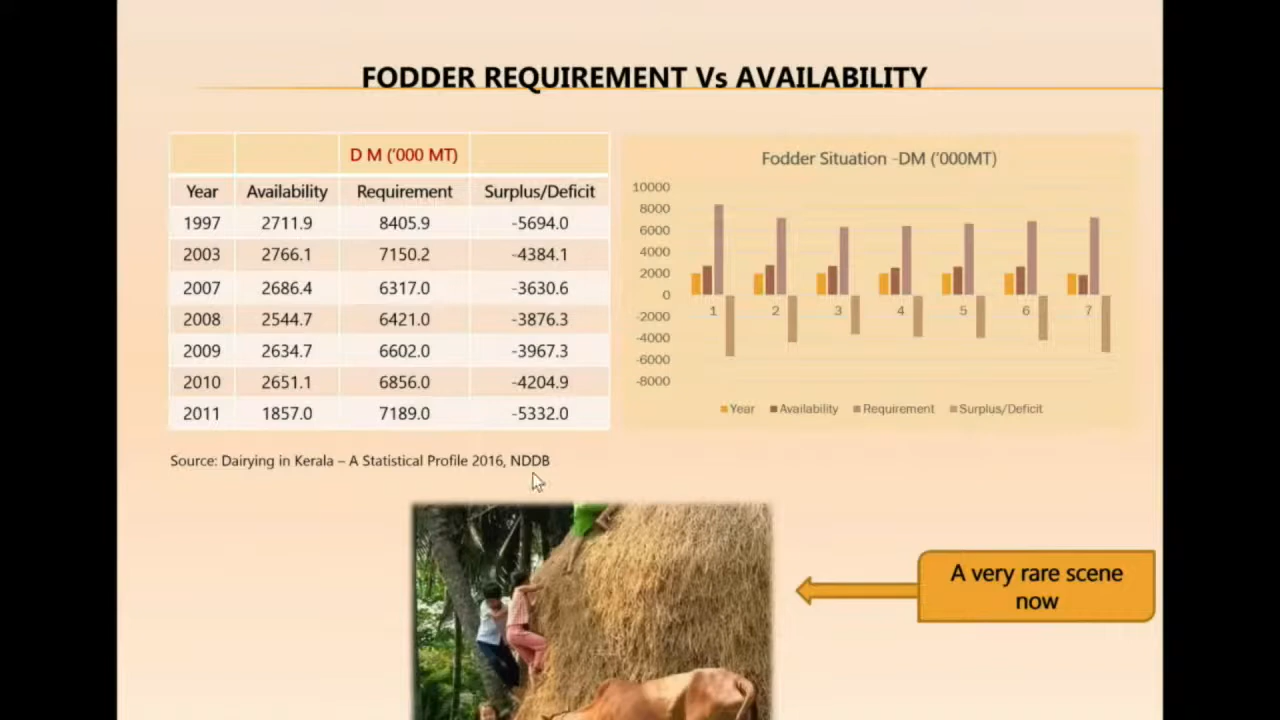 FODDER REQUIREMENT Vs AVAILABILITY
D M ('000 MT)
Year Availability Requirement Surplus/Deficit
1997 2711.9 8405.9 -5694.0
2003 2766.1 7150.2 -4384.1
2007 2686.4 6317.0 -3630.6
2008 2544.7 6421.0 -3876.3
2009 2634.7 6602.0 -3967.3
2010 2651.1 6856.0 -4204.9
2011 1857.0 7189.0 -5332.0
Source: Dairying in Kerala – A Statistical Profile 2016, NDDB
Fodder Situation -DM ('000MT)
10000
8000
6000
4000
2000
0
-2000
-4000
-6000
-8000
1 2 3 4 5 6 7
Year Availability Requirement Surplus/Deficit
A very rare scene
now